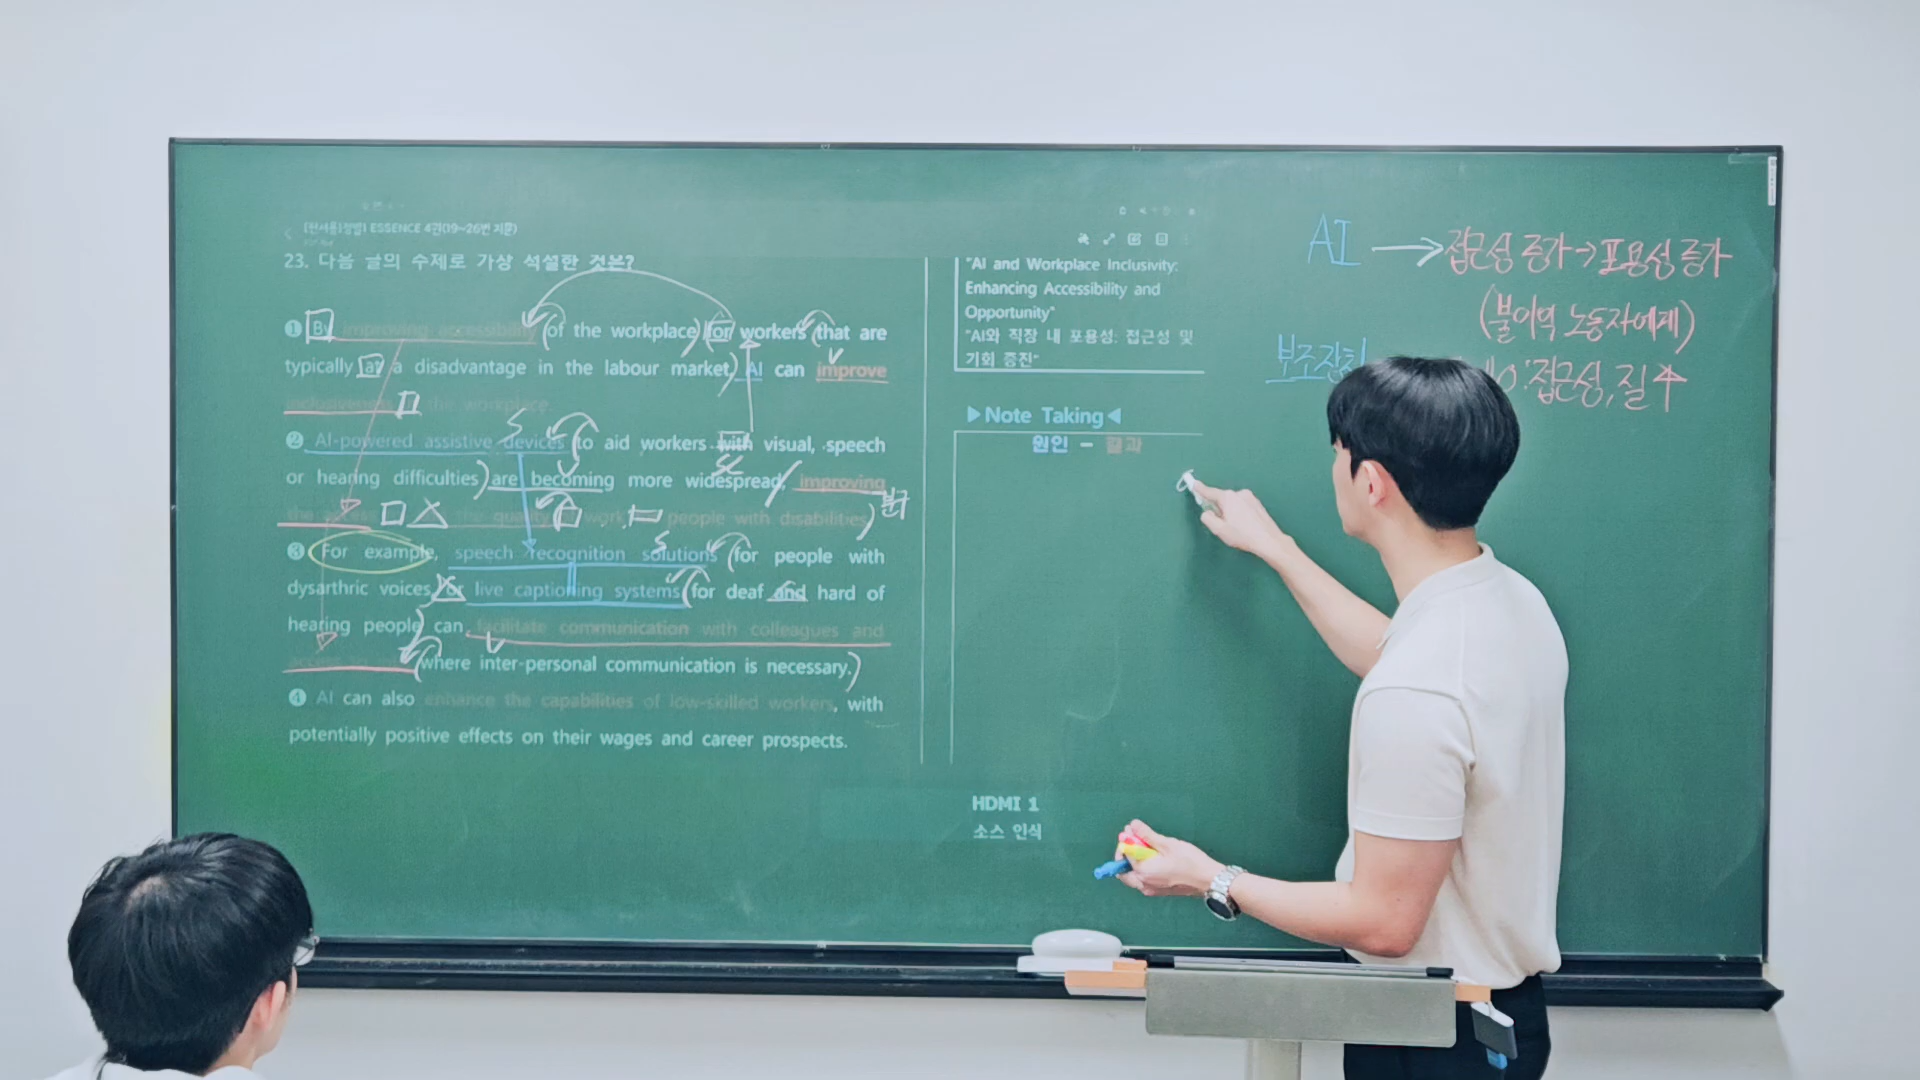 [전서름1장벌] ESSENCE 4권(19~26번 지문)
23. 다음 글의 주제로 가장 적절한 것은?
❶ By improving accessibility of the workplace for workers that are
typically at a disadvantage in the labour market, AI can improve
inclusiveness in the workplace.
❷ AI-powered assistive devices to aid workers with visual, speech
or hearing difficulties are becoming more widespread, improving
the access the quality work people with disabilities
분구
❸ For example, speech recognition solutions for people with
dysarthric voices, or live captioning systems for deaf and hard of
hearing people can facilitate communication with colleagues and
where inter-personal communication is necessary.
❹ AI can also enhance the capabilities of low-skilled workers, with
potentially positive effects on their wages and career prospects.
"AI and Workplace Inclusivity:
Enhancing Accessibility and
Opportunity"
"AI와 직장 내 포용성: 접근성 및
기회 증진"
▶Note Taking◀
원인 – 결과
HDMI 1
소스 인식
AI → 접근성 증가 → 포용성 증가
(불이익 노동자에게)
보조장치
접근성, 질 ↑